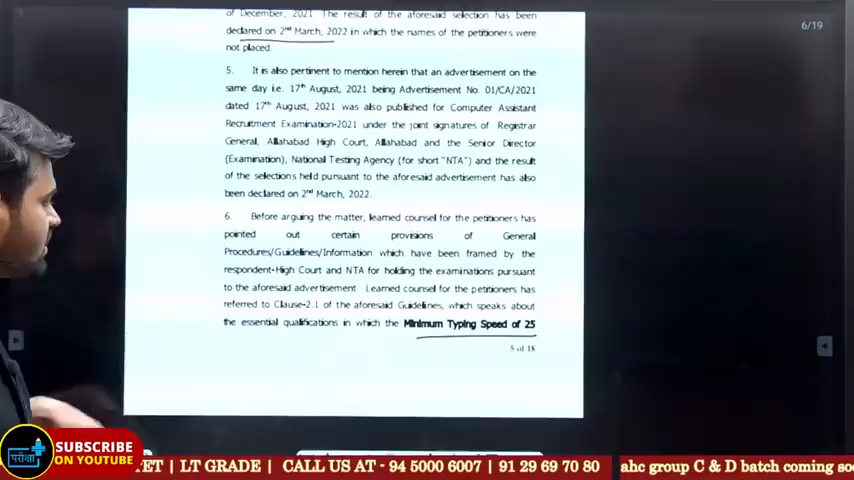 of December, 2021 The result of the aforesaid selection has been
declared on 2nd March, 2022 in which the names of the petitioners were
not placed.
5. It is also pertinent to mention herein that an advertisement on the
same day i.e. 17th August, 2021 being Advertisement No. 01/CA/2021
dated 17th August, 2021 was also published for Computer Assistant
Recruitment Examination-2021 under the joint signatures of Registrar
General, Allahabad High Court, Allahabad and the Senior Director
(Examination), National Testing Agency (for short "NTA") and the result
of the selections held pursuant to the aforesaid advertisement has also
been declared on 2nd March, 2022.
6. Before arguing the matter, learned counsel for the petitioners has
pointed out certain provisions of General
Procedures/Guidelines/Information which have been framed by the
respondent-High Court and NTA for holding the examinations pursuant
to the aforesaid advertisement Learned counsel for the petitioners has
referred to Clause-2.1 of the aforesaid Guidelines, which speaks about
the essential qualifications in which the Minimum Typing Speed of 25
5 of 18
6/19
परीक्षा
SUBSCRIBE
ON YOUTUBE
TET | LT GRADE | CALL US AT - 94 5000 6007 | 91 29 69 70 80
ahc group C & D batch coming soo